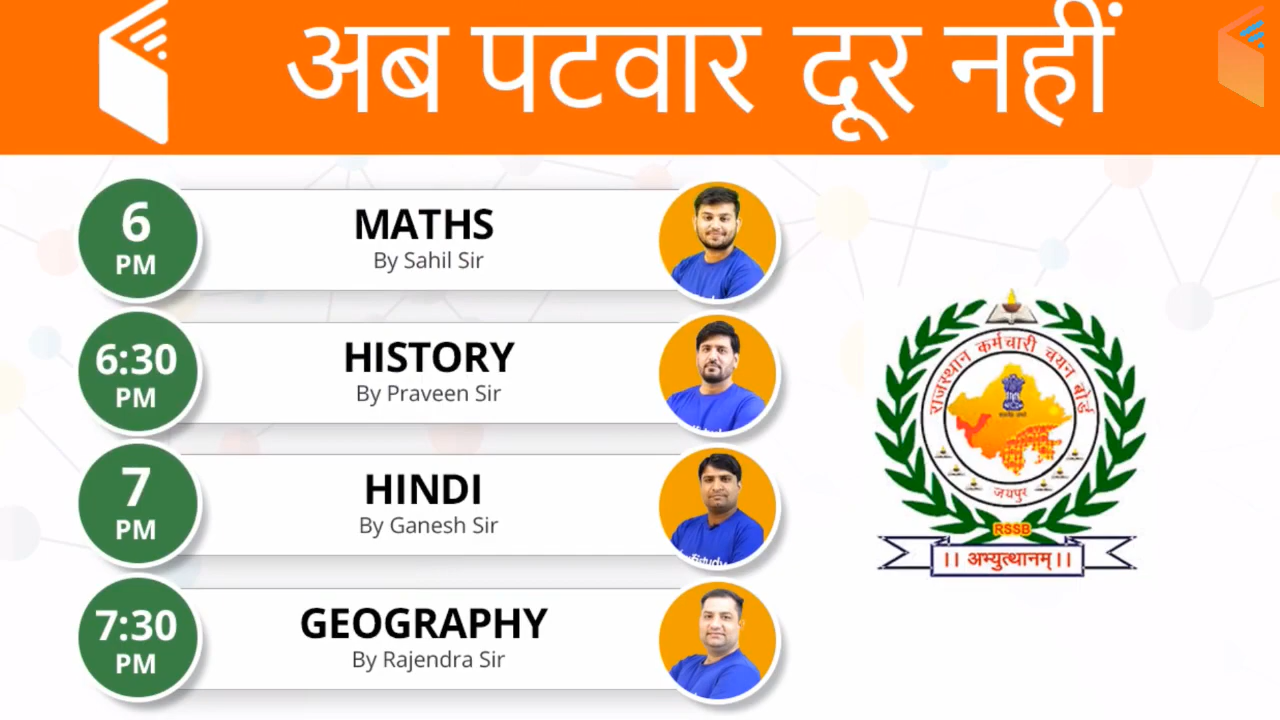 अब पटवार दूर नहीं
6
PM
MATHS
By Sahil Sir
6:30
PM
HISTORY
By Praveen Sir
7
PM
HINDI
By Ganesh Sir
7:30
PM
GEOGRAPHY
By Rajendra Sir
राजस्थान कर्मचारी चयन बोर्ड
जयपुर
RSSB
।। अभ्युत्थानम् ।।